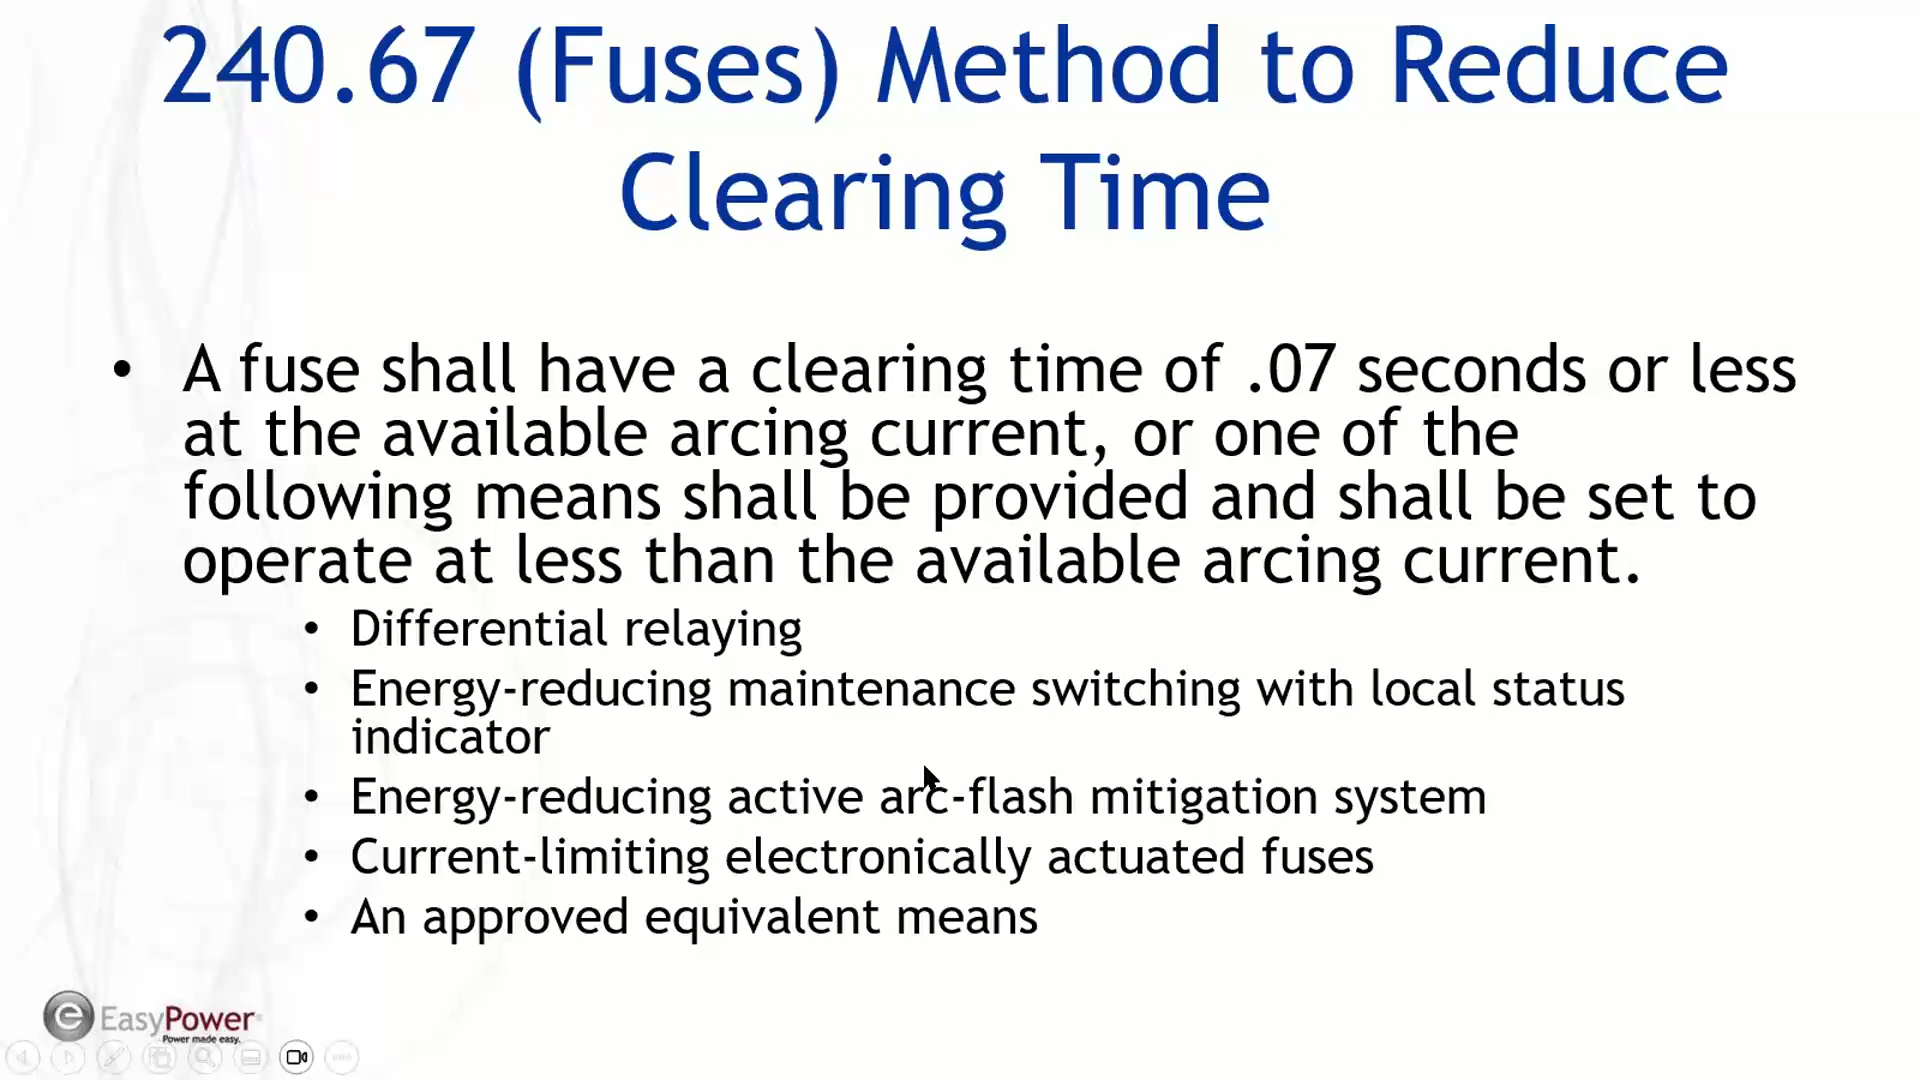 240.67 (Fuses) Method to Reduce
Clearing Time
• A fuse shall have a clearing time of .07 seconds or less
at the available arcing current, or one of the
following means shall be provided and shall be set to
operate at less than the available arcing current.
• Differential relaying
• Energy-reducing maintenance switching with local status
indicator
• Energy-reducing active arc-flash mitigation system
• Current-limiting electronically actuated fuses
• An approved equivalent means
e EasyPower
Power made easy.